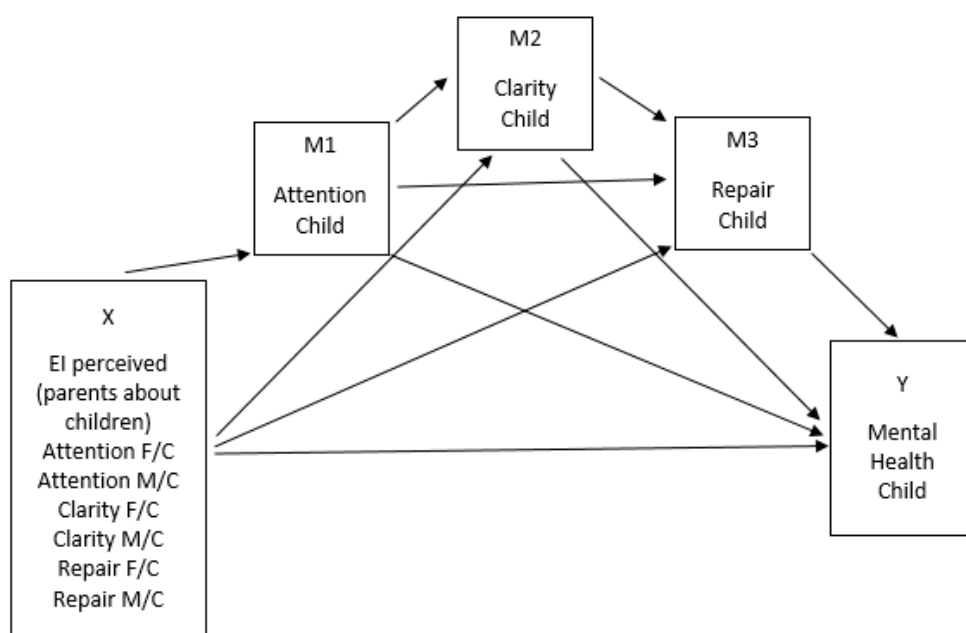 M2
Clarity
Child
M1
Attention
Child
M3
Repair
Child
X
EI perceived
(parents about
children)
Attention F/C
Attention M/C
Clarity F/C
Clarity M/C
Repair F/C
Repair M/C
Y
Mental
Health
Child